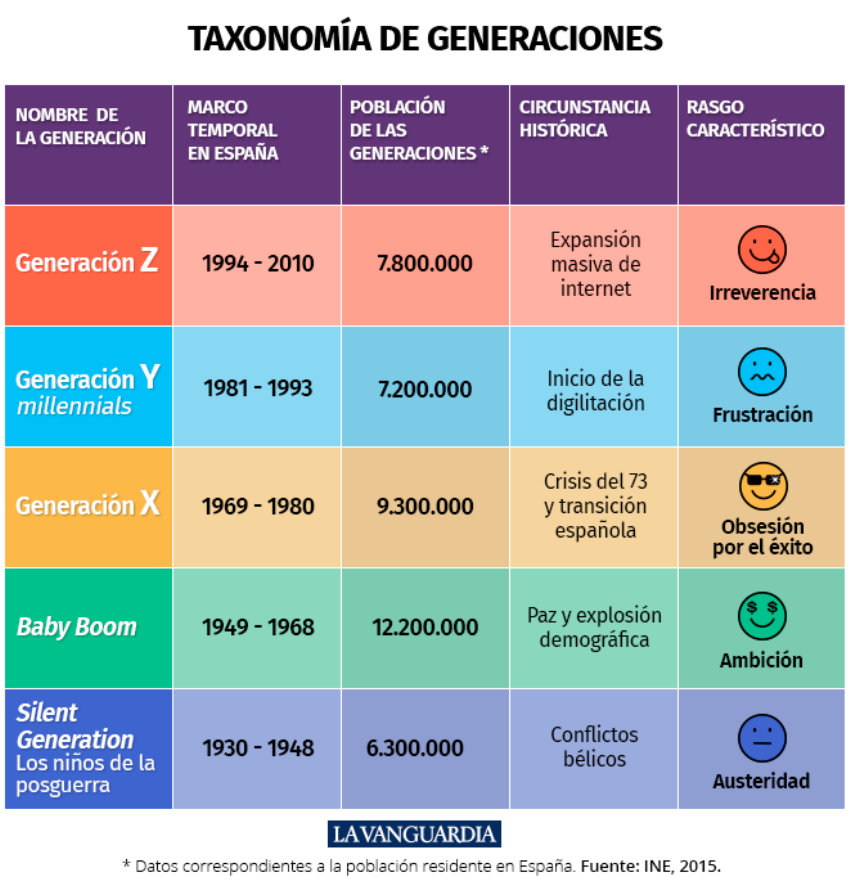 TAXONOMÍA DE GENERACIONES
NOMBRE DE
LA GENERACIÓN
MARCO
TEMPORAL
EN ESPAÑA
POBLACIÓN
DE LAS
GENERACIONES *
CIRCUNSTANCIA
HISTÓRICA
RASGO
CARACTERÍSTICO
Generación Z
1994 - 2010
7.800.000
Expansión
masiva de
internet
Irreverencia
Generación Y
millennials
1981 - 1993
7.200.000
Inicio de la
digilitación
Frustración
Generación X
1969 - 1980
9.300.000
Crisis del 73
y transición
española
Obsesión
por el éxito
Baby Boom
1949 - 1968
12.200.000
Paz y explosión
demográfica
$ $
Ambición
Silent
Generation
Los niños de la
posguerra
1930 - 1948
6.300.000
Conflictos
bélicos
Austeridad
LA VANGUARDIA
* Datos correspondientes a la población residente en España. Fuente: INE, 2015.